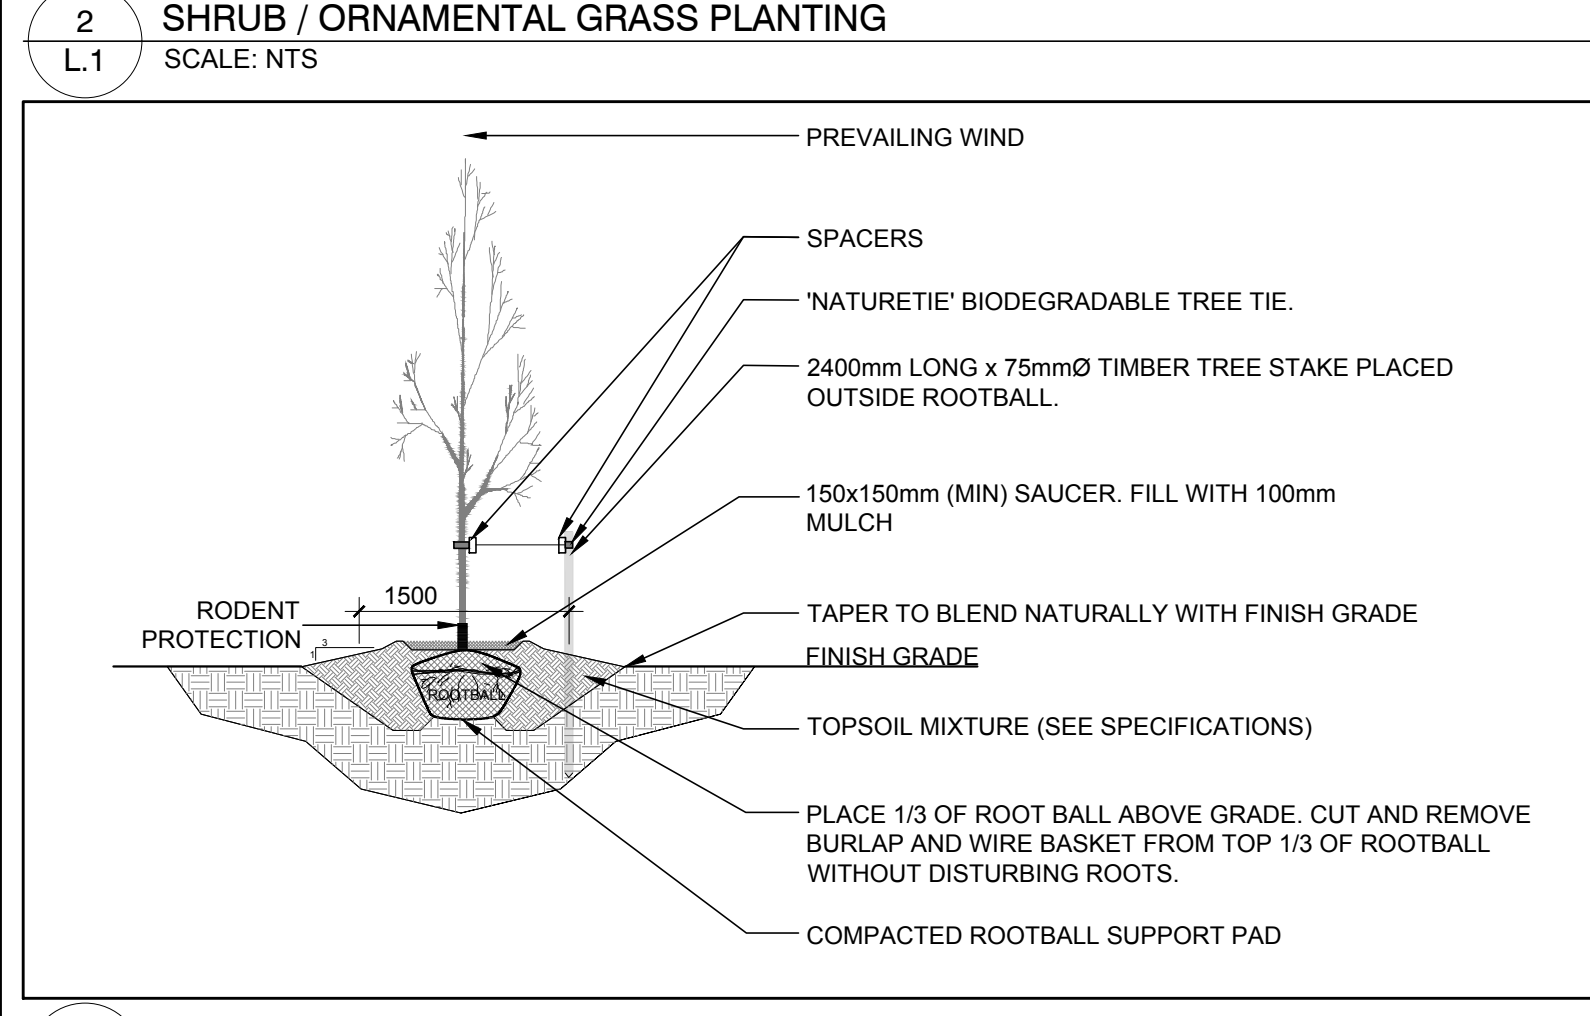 2
L.1
SHRUB / ORNAMENTAL GRASS PLANTING
SCALE: NTS
PREVAILING WIND
SPACERS
'NATURETIE' BIODEGRADABLE TREE TIE.
2400mm LONG x 75mmØ TIMBER TREE STAKE PLACED
OUTSIDE ROOTBALL.
150x150mm (MIN) SAUCER. FILL WITH 100mm
MULCH
1500
RODENT
PROTECTION
3
1
TAPER TO BLEND NATURALLY WITH FINISH GRADE
FINISH GRADE
ROOTBALL
TOPSOIL MIXTURE (SEE SPECIFICATIONS)
PLACE 1/3 OF ROOT BALL ABOVE GRADE. CUT AND REMOVE
BURLAP AND WIRE BASKET FROM TOP 1/3 OF ROOTBALL
WITHOUT DISTURBING ROOTS.
COMPACTED ROOTBALL SUPPORT PAD